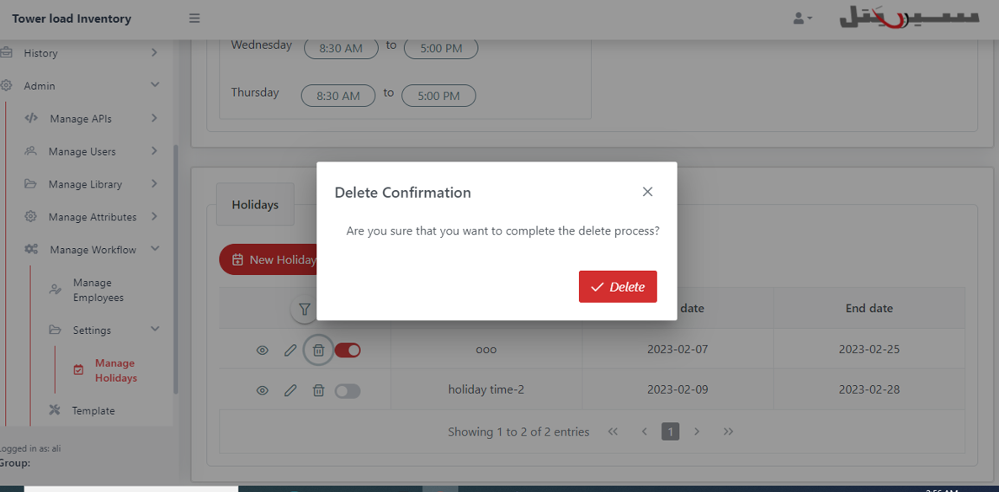 Tower load Inventory
سيريتل
History
Admin
Manage APIs
Manage Users
Manage Library
Manage Attributes
Manage Workflow
Manage
Employees
Settings
Manage
Holidays
Template
Logged in as: ali
Group:
Wednesday 8:30 AM to 5:00 PM
Thursday 8:30 AM to 5:00 PM
Holidays
New Holiday
Delete Confirmation
Are you sure that you want to complete the delete process?
Delete
date End date
ooo 2023-02-07 2023-02-25
holiday time-2 2023-02-09 2023-02-28
Showing 1 to 2 of 2 entries 1